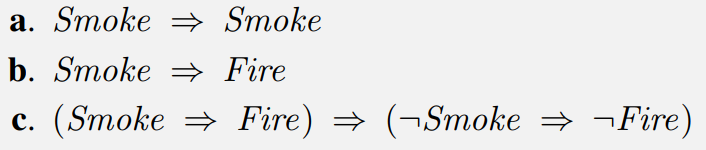 a. Smoke ⇒ Smoke
b. Smoke ⇒ Fire
c. (Smoke ⇒ Fire) ⇒ (¬Smoke ⇒ ¬Fire)